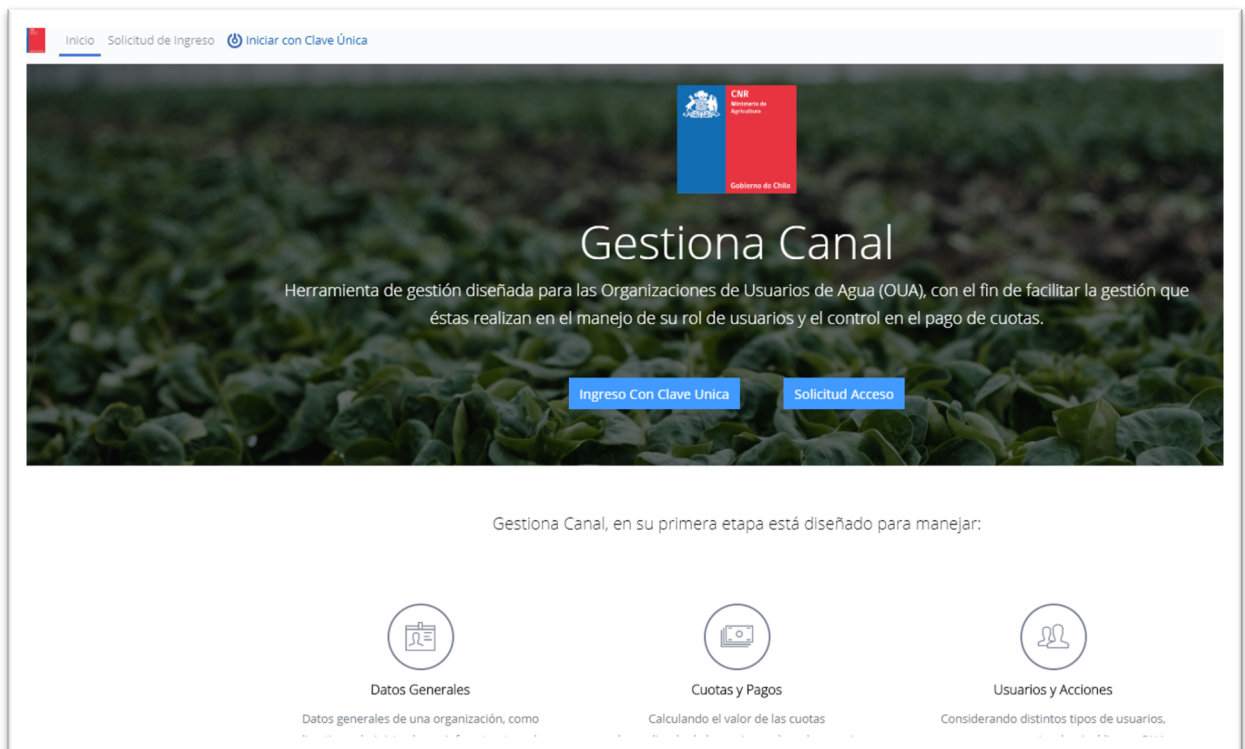 Inicio Solicitud de Ingreso Iniciar con Clave Única
CNR
Ministerio de
Agricultura
Gobierno de Chile
Gestiona Canal
Herramienta de gestión diseñada para las Organizaciones de Usuarios de Agua (OUA), con el fin de facilitar la gestión que
éstas realizan en el manejo de su rol de usuarios y el control en el pago de cuotas.
Ingreso Con Clave Unica Solicitud Acceso
Gestiona Canal, en su primera etapa está diseñado para manejar:
Datos Generales Cuotas y Pagos Usuarios y Acciones
Datos generales de una organización, como Calculando el valor de las cuotas Considerando distintos tipos de usuarios,